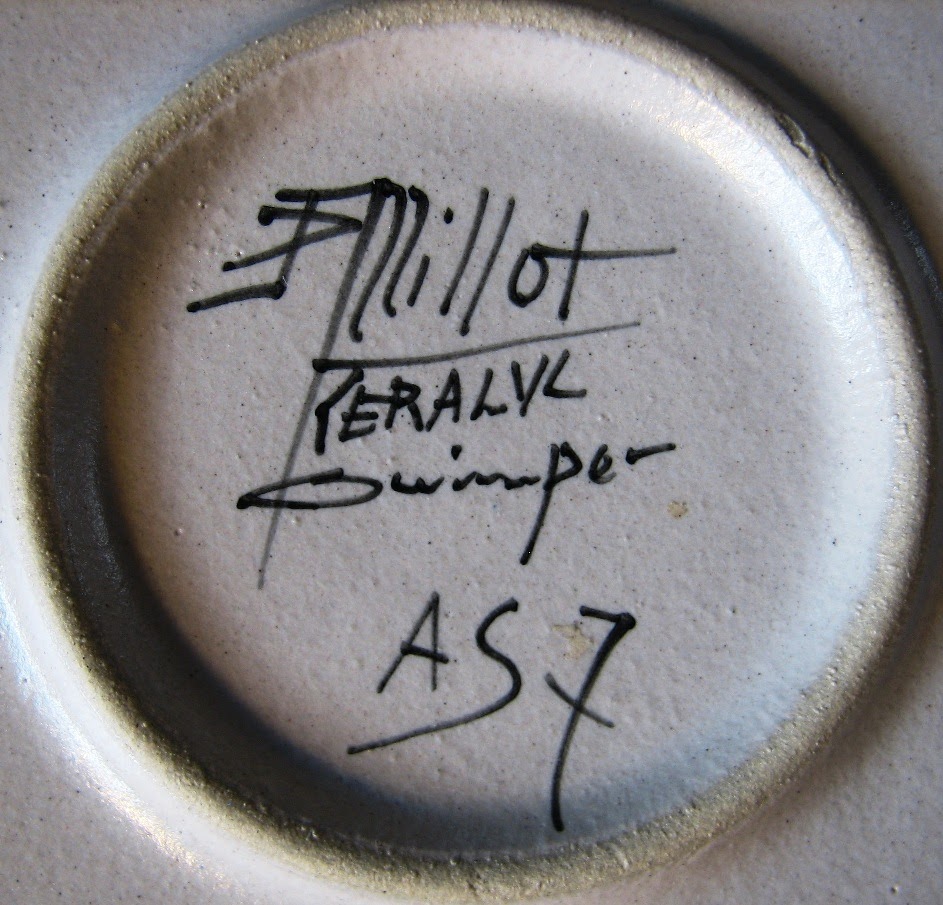 B Millot
KERALUC
Quimper
AS7